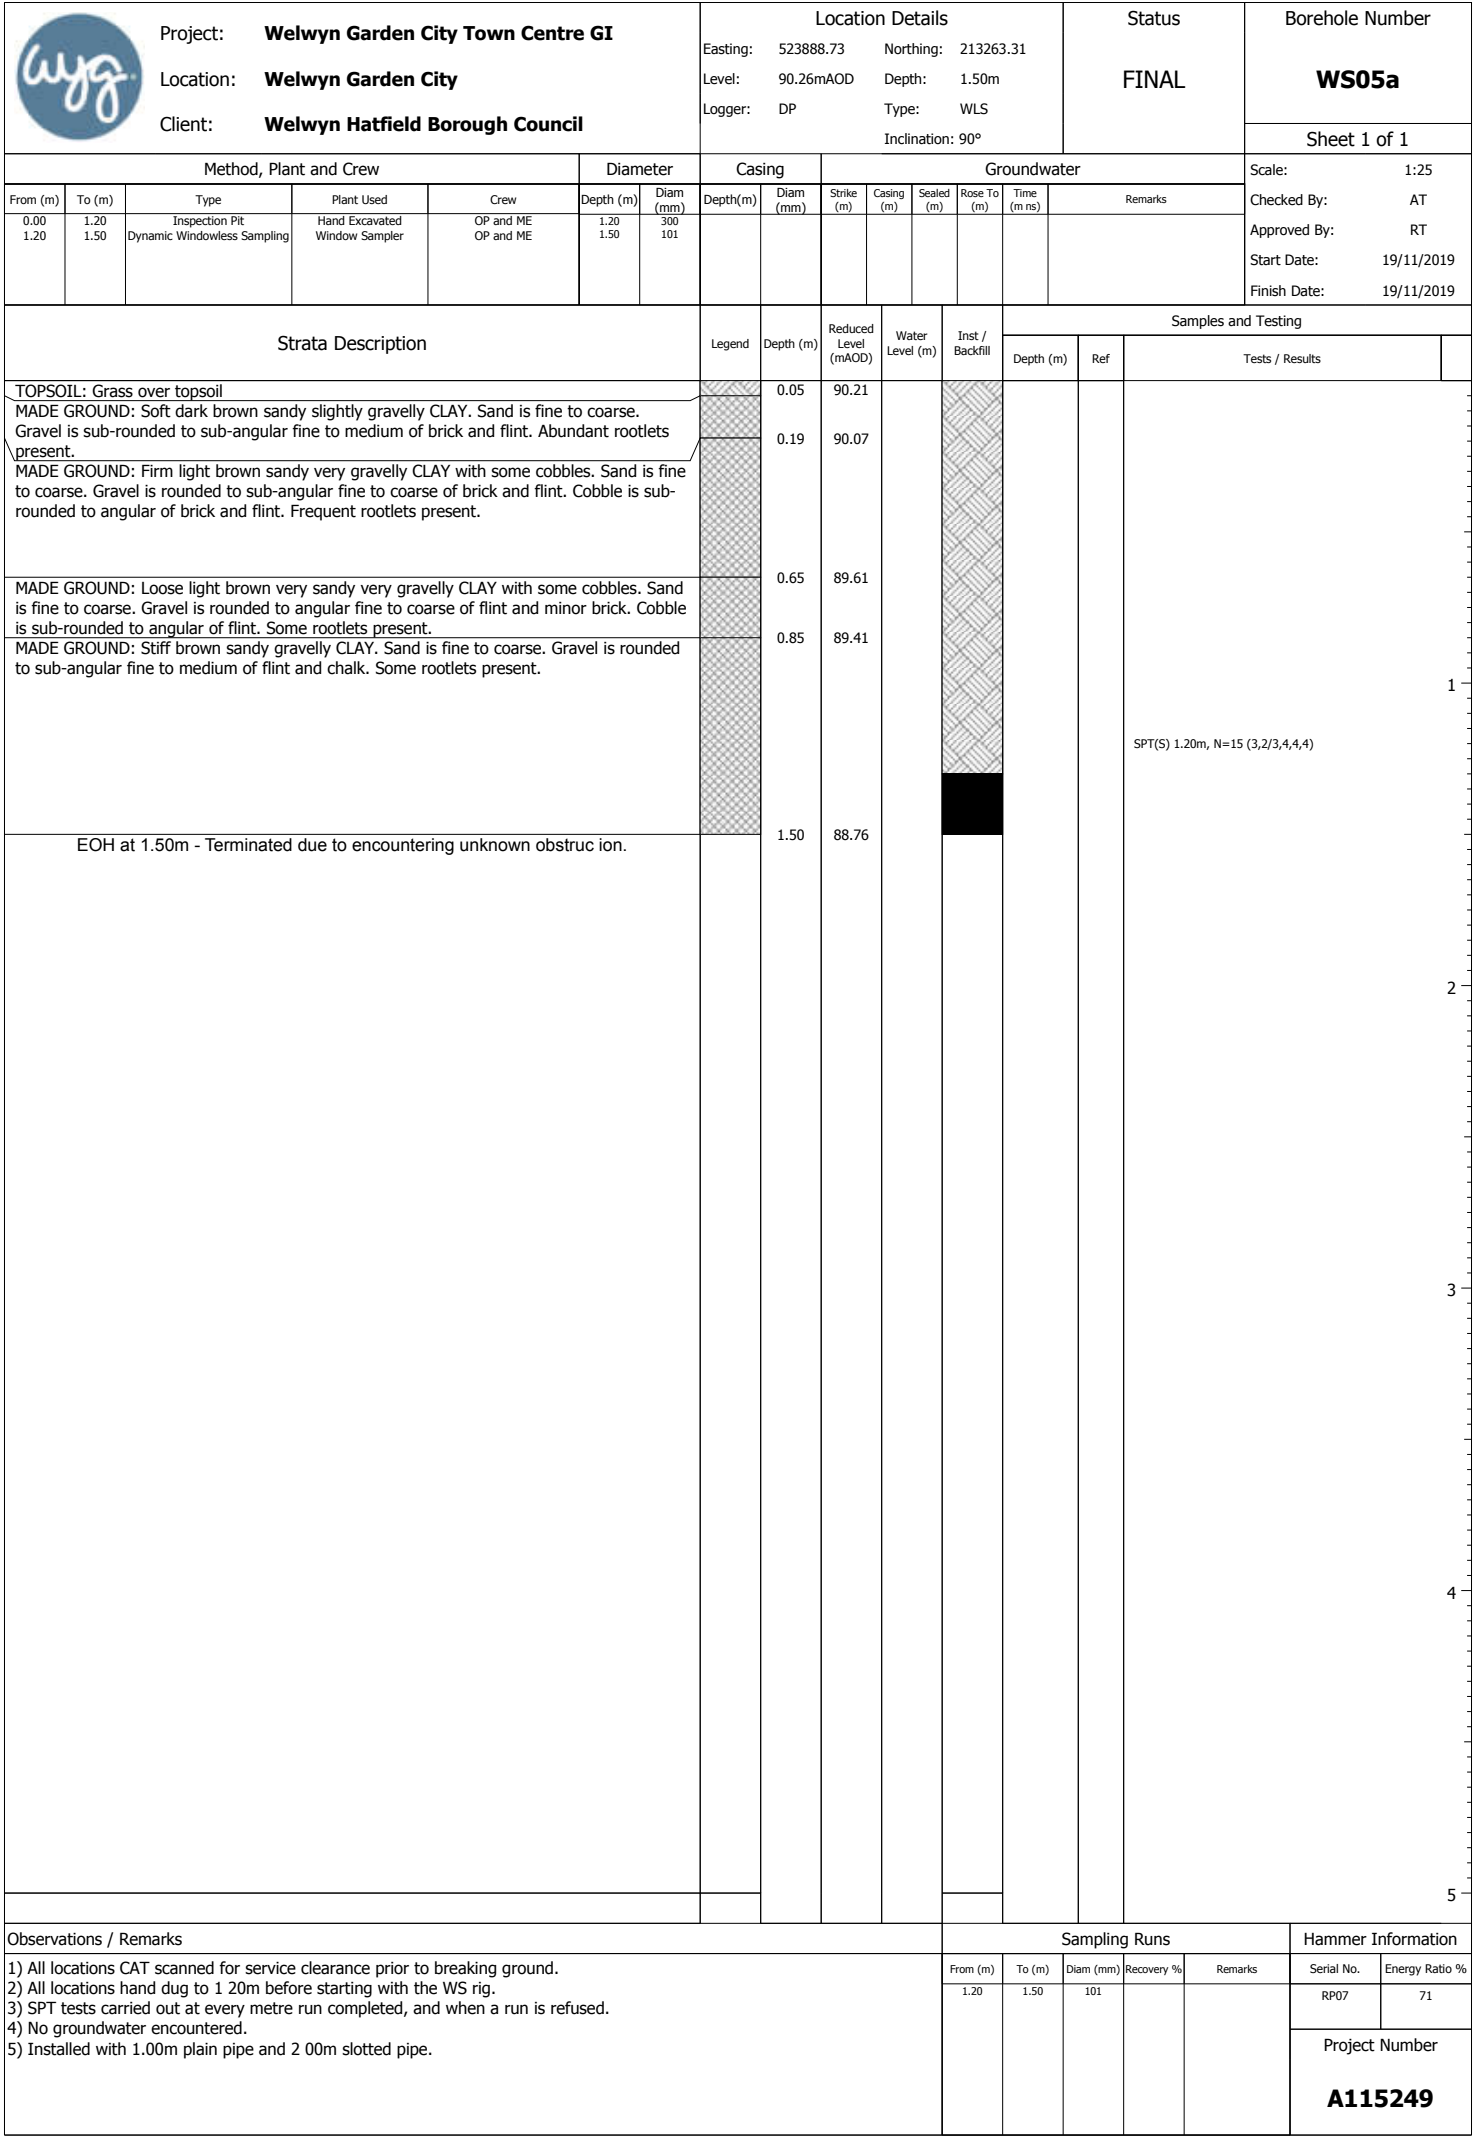 wyg.
Project: Welwyn Garden City Town Centre GI
Location: Welwyn Garden City
Client: Welwyn Hatfield Borough Council
Location Details
Easting: 523888.73 Northing: 213263.31
Level: 90.26mAOD Depth: 1.50m
Logger: DP Type: WLS
Inclination: 90°
Status
FINAL
Borehole Number
WS05a
Sheet 1 of 1
Method, Plant and Crew
Diameter
Casing
Groundwater
From (m) To (m) Type Plant Used Crew Depth (m) Diam (mm) Depth(m) Diam (mm) Strike (m) Casing (m) Sealed (m) Rose To (m) Time (m ns) Remarks
0.00 1.20 Inspection Pit Hand Excavated OP and ME 1.20 300
1.20 1.50 Dynamic Windowless Sampling Window Sampler OP and ME 1.50 101
Scale: 1:25
Checked By: AT
Approved By: RT
Start Date: 19/11/2019
Finish Date: 19/11/2019
Strata Description Legend Depth (m) Reduced Level (mAOD) Water Level (m) Inst / Backfill
Samples and Testing
Depth (m) Ref Tests / Results
TOPSOIL: Grass over topsoil 0.05 90.21
MADE GROUND: Soft dark brown sandy slightly gravelly CLAY. Sand is fine to coarse.
Gravel is sub-rounded to sub-angular fine to medium of brick and flint. Abundant rootlets
present.
0.19 90.07
MADE GROUND: Firm light brown sandy very gravelly CLAY with some cobbles. Sand is fine
to coarse. Gravel is rounded to sub-angular fine to coarse of brick and flint. Cobble is sub-
rounded to angular of brick and flint. Frequent rootlets present.
0.65 89.61
MADE GROUND: Loose light brown very sandy very gravelly CLAY with some cobbles. Sand
is fine to coarse. Gravel is rounded to angular fine to coarse of flint and minor brick. Cobble
is sub-rounded to angular of flint. Some rootlets present.
0.85 89.41
MADE GROUND: Stiff brown sandy gravelly CLAY. Sand is fine to coarse. Gravel is rounded
to sub-angular fine to medium of flint and chalk. Some rootlets present.
1
SPT(S) 1.20m, N=15 (3,2/3,4,4,4)
1.50 88.76
EOH at 1.50m - Terminated due to encountering unknown obstruc ion.
2
3
4
5
Observations / Remarks
1) All locations CAT scanned for service clearance prior to breaking ground.
2) All locations hand dug to 1 20m before starting with the WS rig.
3) SPT tests carried out at every metre run completed, and when a run is refused.
4) No groundwater encountered.
5) Installed with 1.00m plain pipe and 2 00m slotted pipe.
Sampling Runs
From (m) To (m) Diam (mm) Recovery % Remarks
1.20 1.50 101
Hammer Information
Serial No. Energy Ratio %
RP07 71
Project Number
A115249